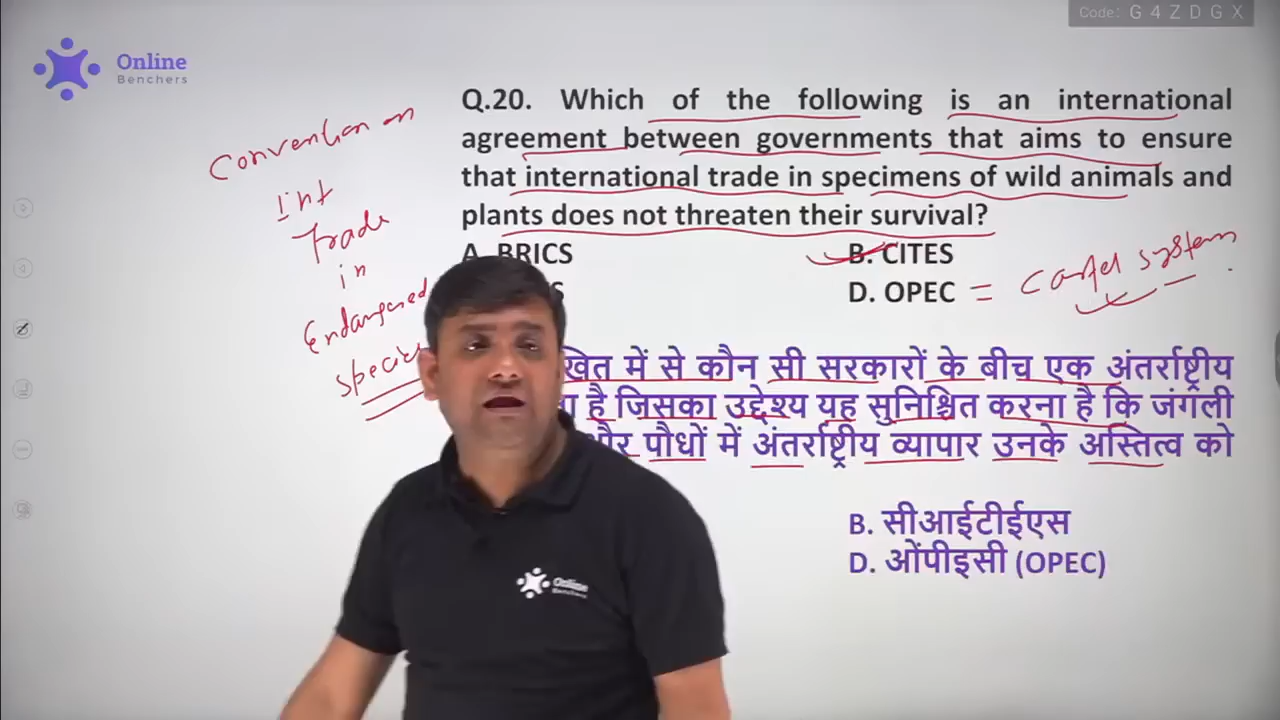 Code: G 4 Z D G X
Online
Benchers
Q.20. Which of the following is an international
agreement between governments that aims to ensure
that international trade in specimens of wild animals and
plants does not threaten their survival?
A. BRICS
B. CITES
D. OPEC = Cartel system
Convention on
Int
Trade
in
Endangered
Species
में से कौन सी सरकारों के बीच एक अंतर्राष्ट्रीय
है जिसका उद्देश्य यह सुनिश्चित करना है कि जंगली
और पौधों में अंतर्राष्ट्रीय व्यापार उनके अस्तित्व को
B. सीआईटीईएस
D. ओंपीइसी (OPEC)
Online
Benchers